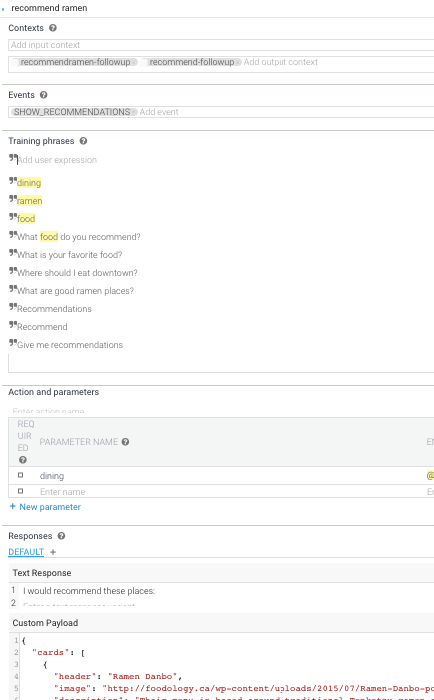 recommend ramen
Contexts
Add input context
recommendramen-followup recommend-followup Add output context
Events
SHOW_RECOMMENDATIONS Add event
Training phrases
Add user expression
dining
ramen
food
What food do you recommend?
What is your favorite food?
Where should I eat downtown?
What are good ramen places?
Recommendations
Recommend
Give me recommendations
Action and parameters
Enter action name
REQUIRED PARAMETER NAME EN
dining @
Enter name
+ New parameter
Responses
DEFAULT +
Text Response
1 I would recommend these places:
2 Enter a text response variant
Custom Payload
1 {
2 "cards": [
3 {
4 "header": "Ramen Danbo",
5 "image": "http://foodology.ca/wp-content/uploads/2015/07/Ramen-Danbo-p